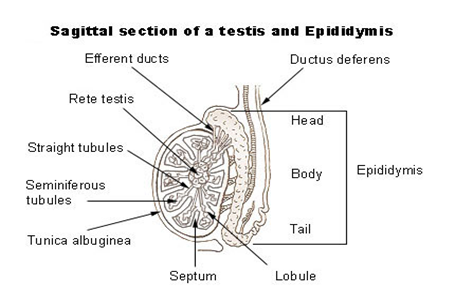 Sagittal section of a testis and Epididymis
Efferent ducts
Ductus deferens
Rete testis
Head
Straight tubules
Body
Epididymis
Seminiferous
tubules
Tail
Tunica albuginea
Septum
Lobule